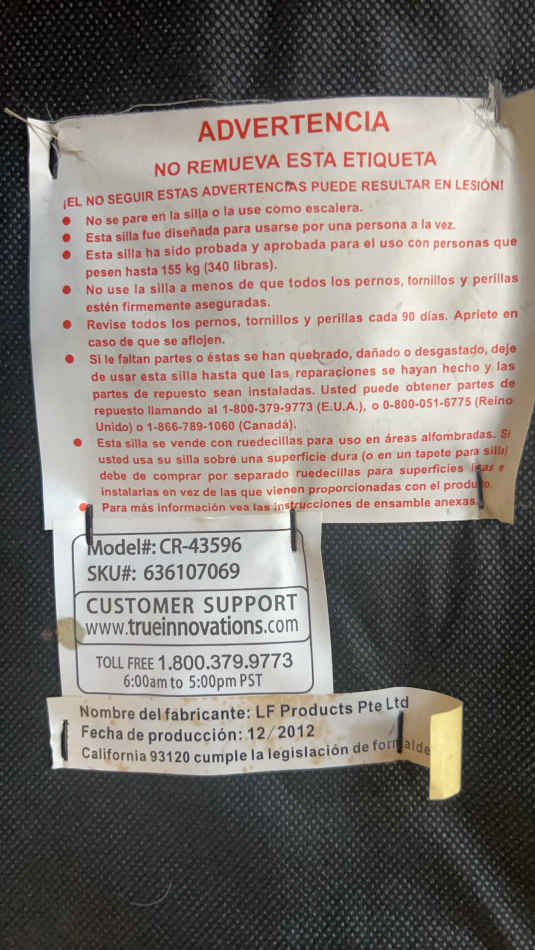 ADVERTENCIA
NO REMUEVA ESTA ETIQUETA
¡EL NO SEGUIR ESTAS ADVERTENCIAS PUEDE RESULTAR EN LESIÓN!
● No se pare en la silla o la use como escalera.
● Esta silla fue diseñada para usarse por una persona a la vez.
● Esta silla ha sido probada y aprobada para el uso con personas que
pesen hasta 155 kg (340 libras).
● No use la silla a menos de que todos los pernos, tornillos y perillas
estén firmemente aseguradas.
● Revise todos los pernos, tornillos y perillas cada 90 días. Apriete en
caso de que se aflojen.
● Si le faltan partes o éstas se han quebrado, dañado o desgastado, deje
de usar ésta silla hasta que las reparaciones se hayan hecho y las
partes de repuesto sean instaladas. Usted puede obtener partes de
repuesto llamando al 1-800-379-9773 (E.U.A.), o 0-800-051-6775 (Reino
Unido) o 1-866-789-1060 (Canadá).
● Esta silla se vende con ruedecillas para uso en áreas alfombradas. Si
usted usa su silla sobre una superficie dura (o en un tapete para silla)
debe de comprar por separado ruedecillas para superficies lisas e
instalarlas en vez de las que vienen proporcionadas con el producto.
● Para más información vea las instrucciones de ensamble anexas.
Model#: CR-43596
SKU#: 636107069
CUSTOMER SUPPORT
www.trueinnovations.com
TOLL FREE 1.800.379.9773
6:00am to 5:00pm PST
Nombre del fabricante: LF Products Pte Ltd
Fecha de producción: 12/2012
California 93120 cumple la legislación de formalde